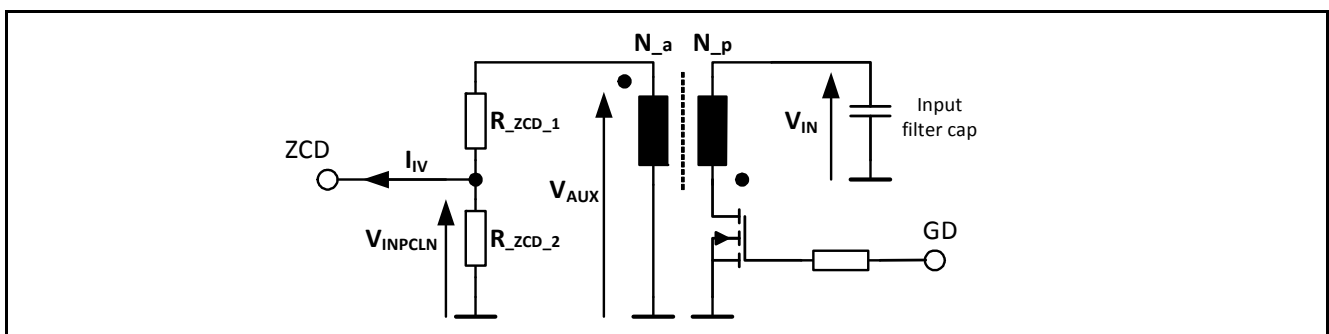 N_a N_p
R_ZCD_1
V_IN
Input
filter cap
ZCD
I_IV
V_AUX
V_INPCLN
R_ZCD_2
GD